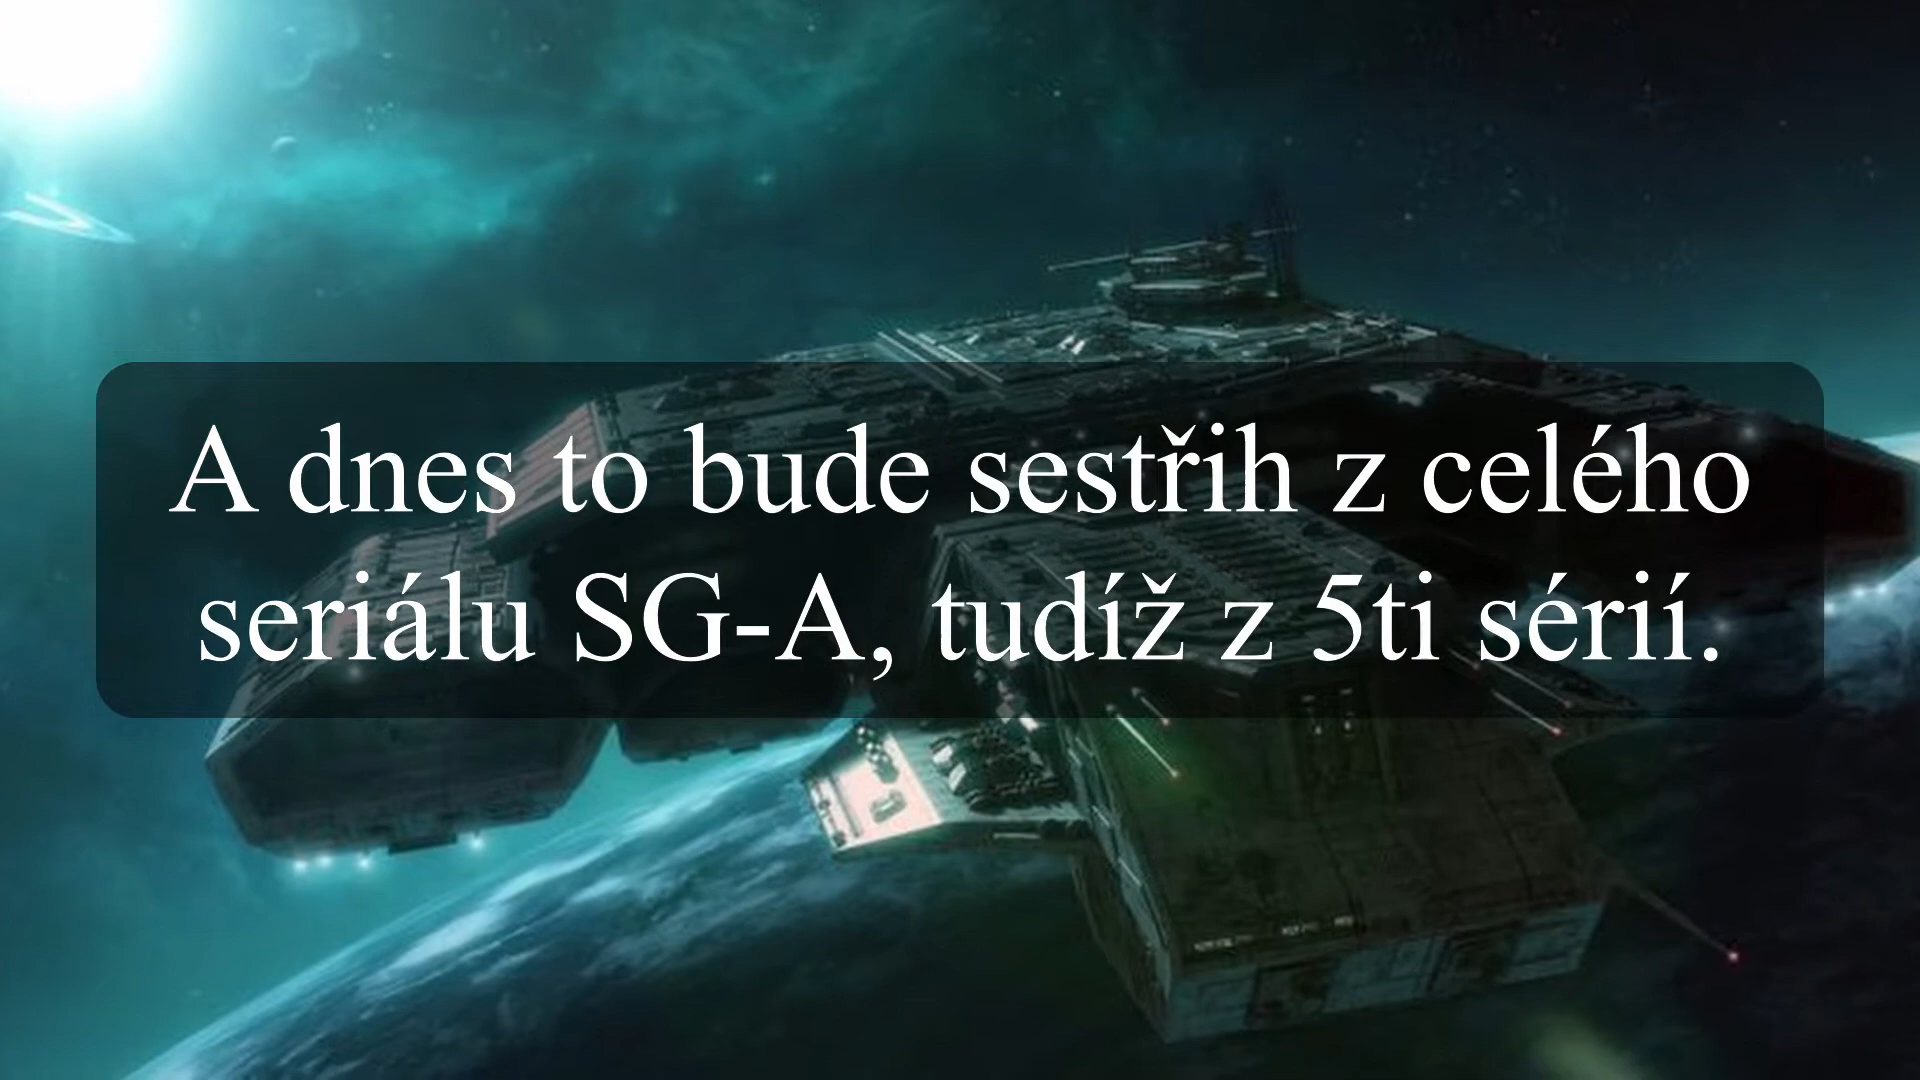 A dnes to bude sestřih z celého
seriálu SG-A, tudíž z 5ti sérií.